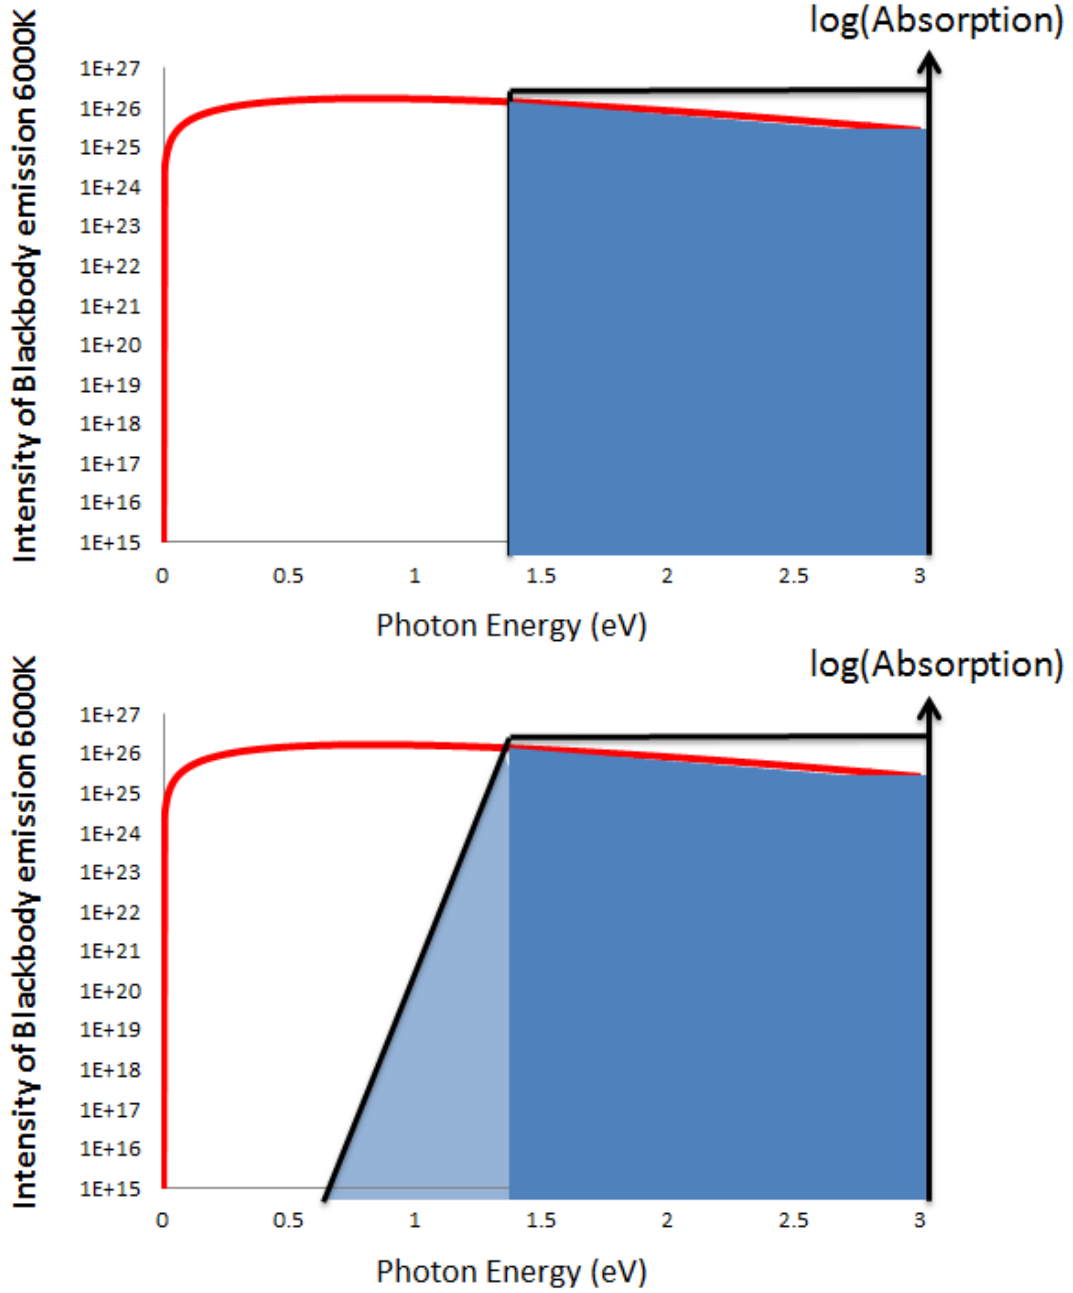 log(Absorption)
Intensity of Blackbody emission 6000K
1E+27
1E+26
1E+25
1E+24
1E+23
1E+22
1E+21
1E+20
1E+19
1E+18
1E+17
1E+16
1E+15
0 0.5 1 1.5 2 2.5 3
Photon Energy (eV)
log(Absorption)
Intensity of Blackbody emission 6000K
1E+27
1E+26
1E+25
1E+24
1E+23
1E+22
1E+21
1E+20
1E+19
1E+18
1E+17
1E+16
1E+15
0 0.5 1 1.5 2 2.5 3
Photon Energy (eV)